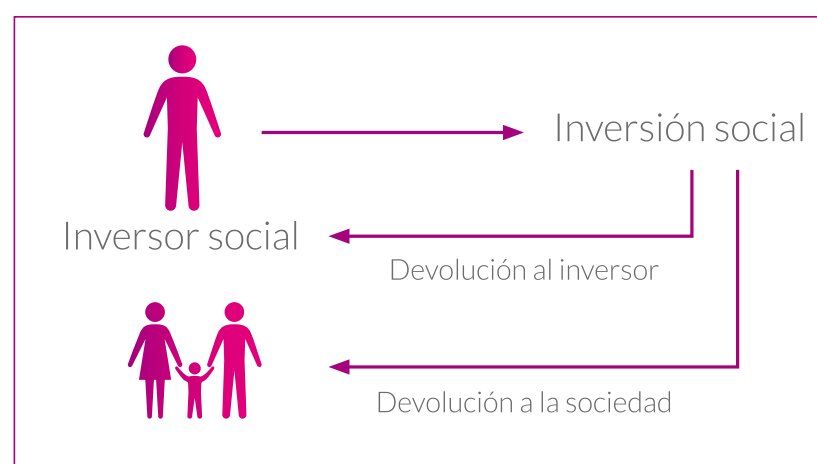 Inversión social
Inversor social
Devolución al inversor
Devolución a la sociedad